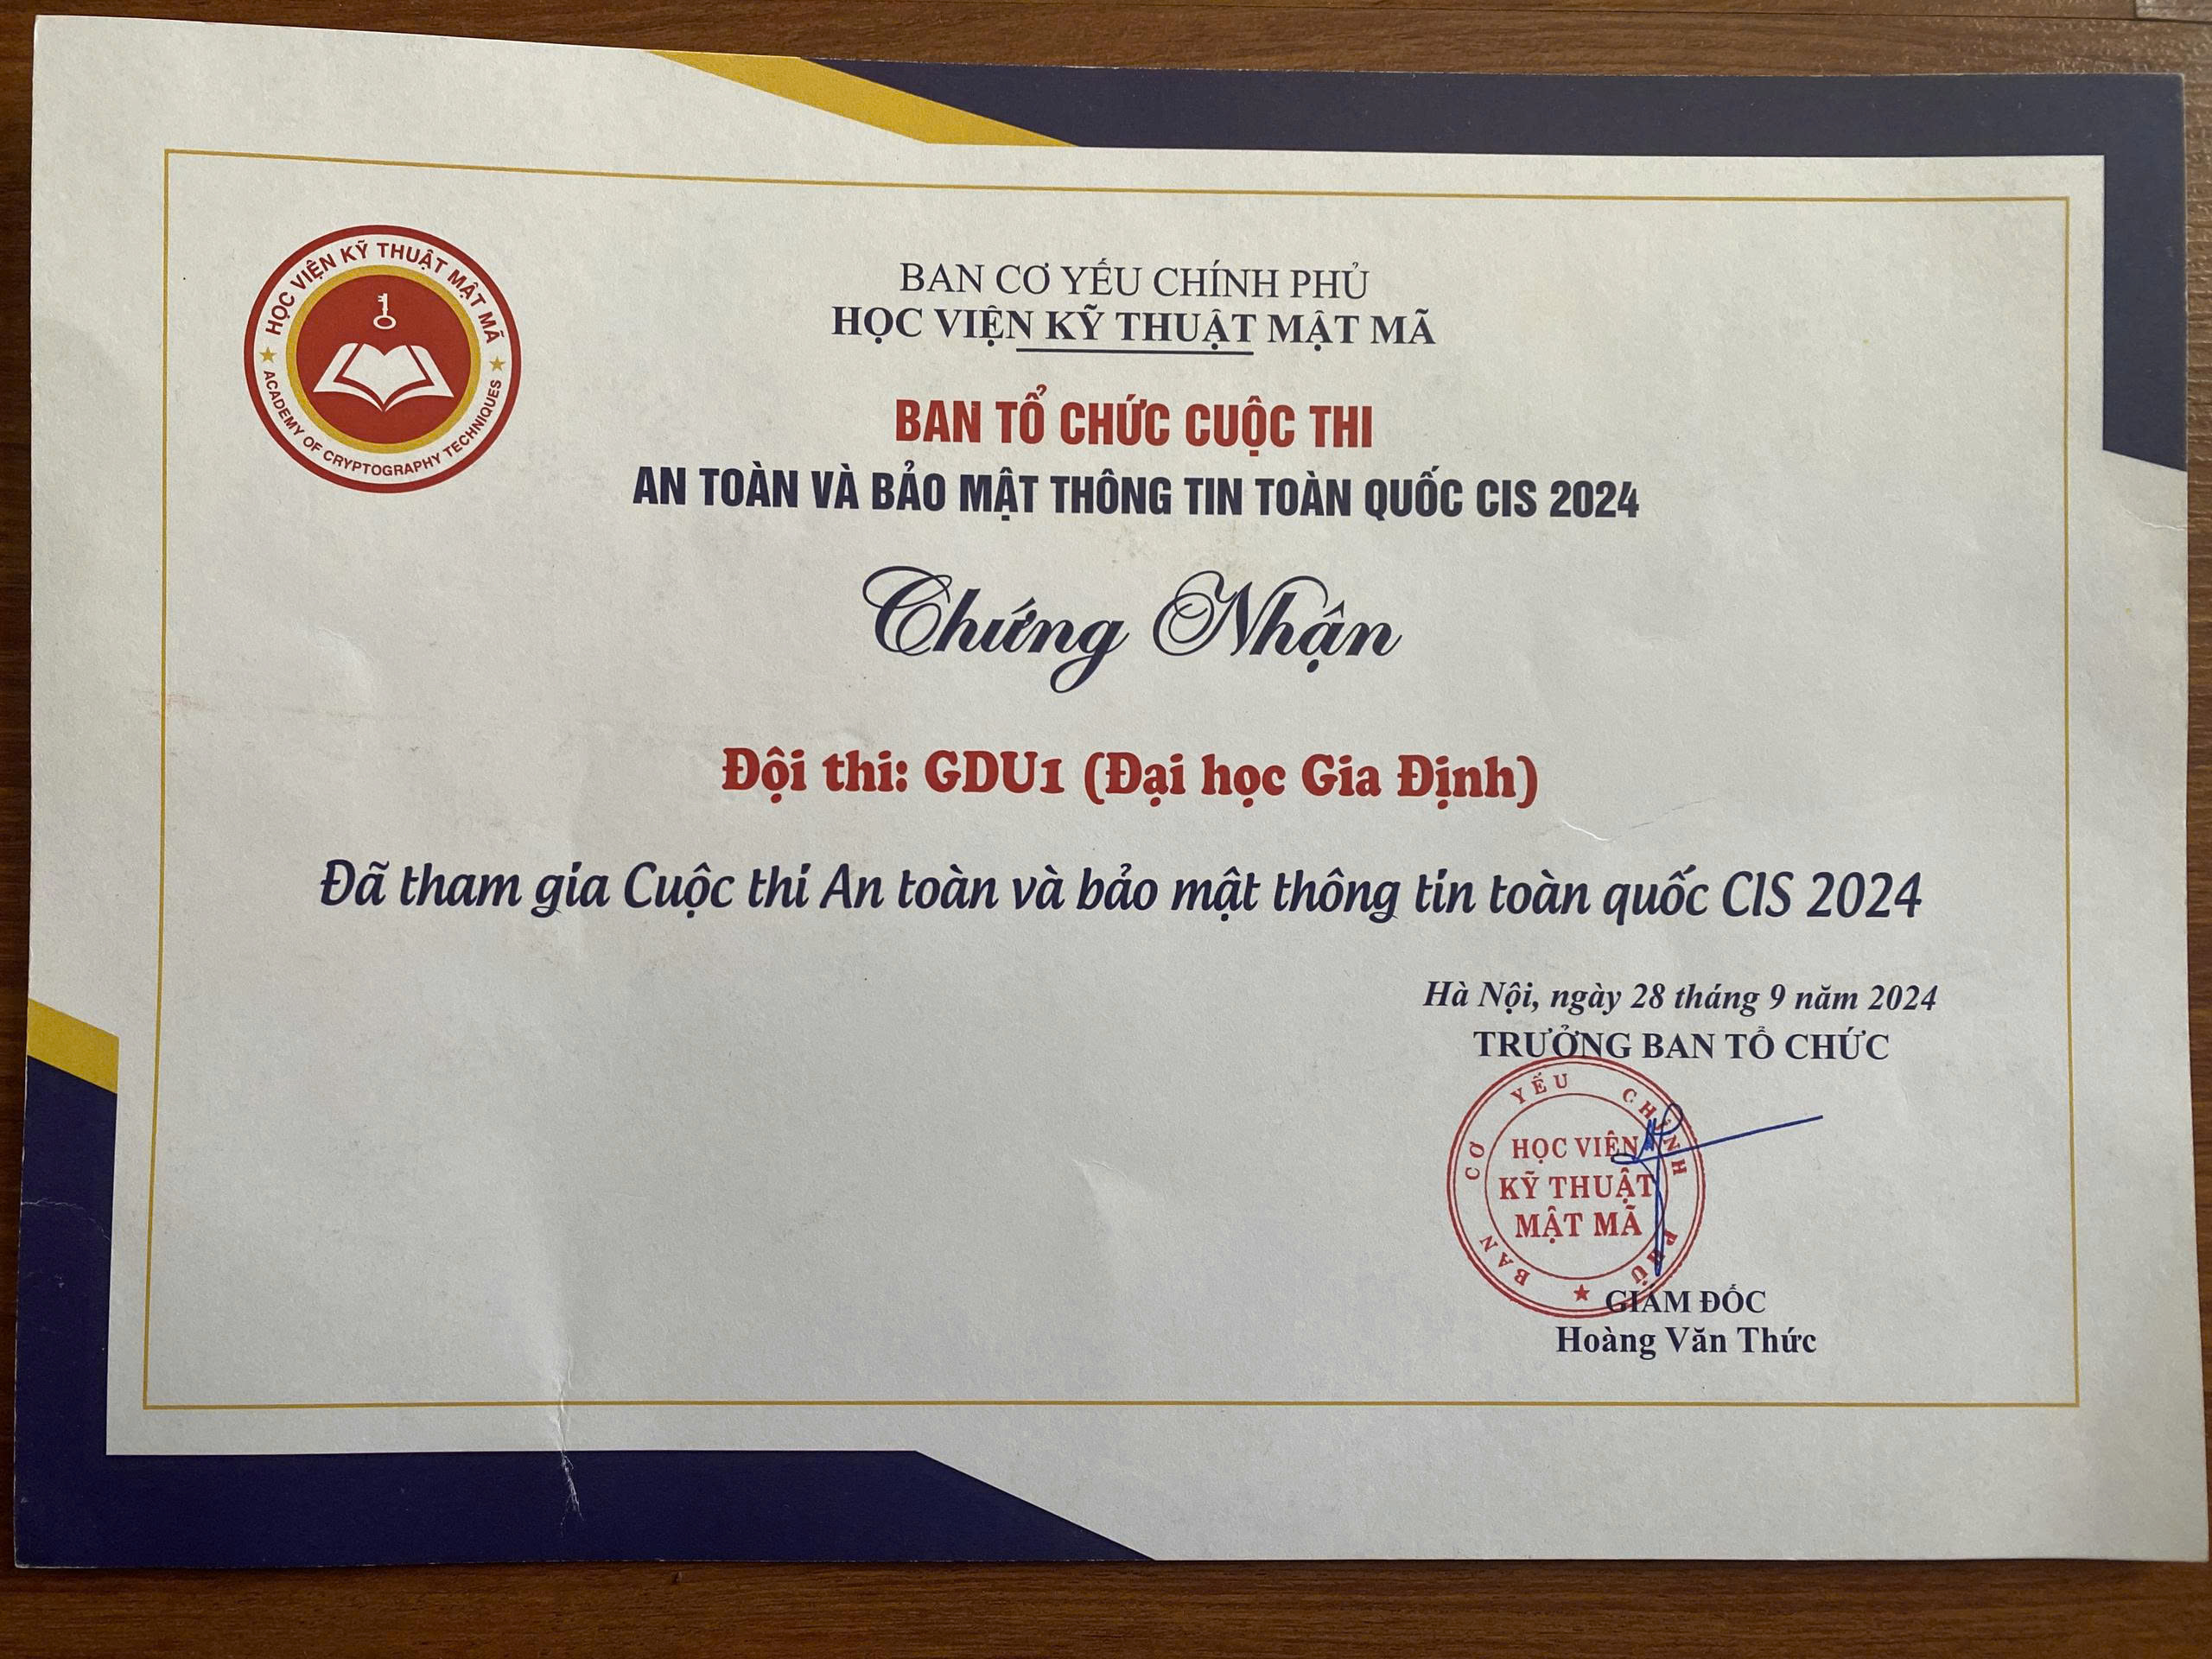 HỌC VIỆN KỸ THUẬT MẬT MÃ
ACADEMY OF CRYPTOGRAPHY TECHNIQUES
BAN CƠ YẾU CHÍNH PHỦ
HỌC VIỆN KỸ THUẬT MẬT MÃ
BAN TỔ CHỨC CUỘC THI
AN TOÀN VÀ BẢO MẬT THÔNG TIN TOÀN QUỐC CIS 2024
Chứng Nhận
Đội thi: GDU1 (Đại học Gia Định)
Đã tham gia Cuộc thi An toàn và bảo mật thông tin toàn quốc CIS 2024
Hà Nội, ngày 28 tháng 9 năm 2024
TRƯỞNG BAN TỔ CHỨC
BAN CƠ YẾU CHÍNH PHỦ
HỌC VIỆN
KỸ THUẬT
MẬT MÃ
GIÁM ĐỐC
Hoàng Văn Thức